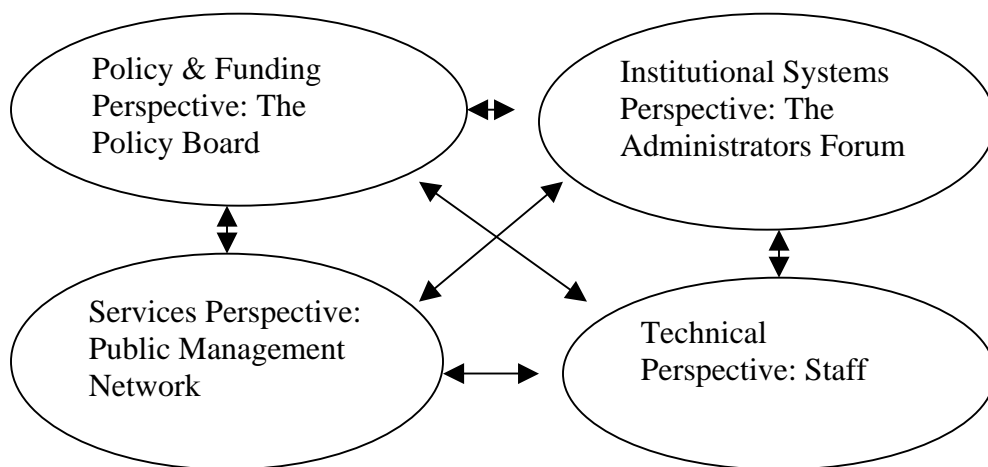 Policy & Funding
Perspective: The
Policy Board
Institutional Systems
Perspective: The
Administrators Forum
Services Perspective:
Public Management
Network
Technical
Perspective: Staff